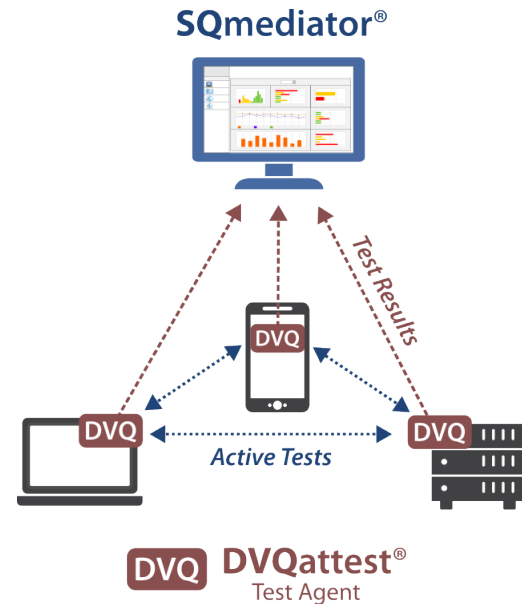 SQmediator®
Test Results
DVQ
DVQ
DVQ
Active Tests
DVQ
DVQattest®
Test Agent